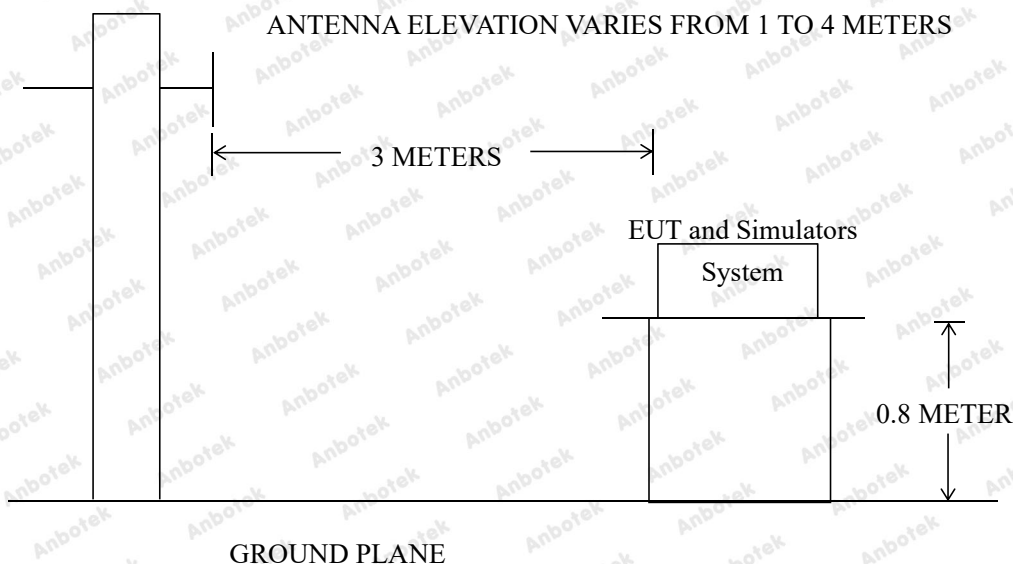 ANTENNA ELEVATION VARIES FROM 1 TO 4 METERS
3 METERS
EUT and Simulators
System
0.8 METER
GROUND PLANE
Anbotek